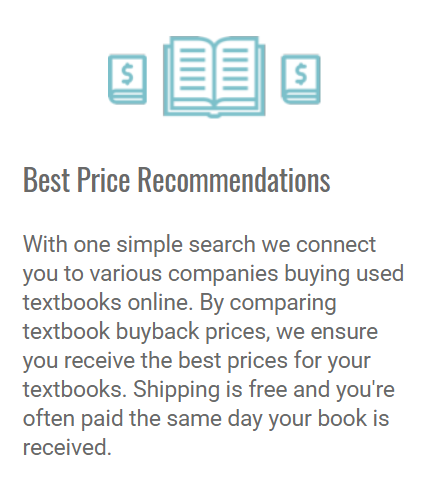 $ $
Best Price Recommendations
With one simple search we connect
you to various companies buying used
textbooks online. By comparing
textbook buyback prices, we ensure
you receive the best prices for your
textbooks. Shipping is free and you're
often paid the same day your book is
received.